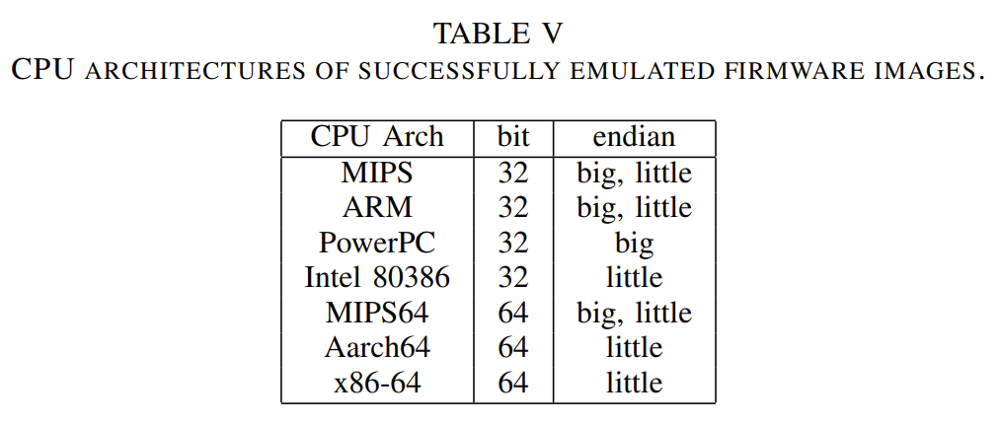 TABLE V
CPU ARCHITECTURES OF SUCCESSFULLY EMULATED FIRMWARE IMAGES.
CPU Arch bit endian
MIPS 32 big, little
ARM 32 big, little
PowerPC 32 big
Intel 80386 32 little
MIPS64 64 big, little
Aarch64 64 little
x86-64 64 little